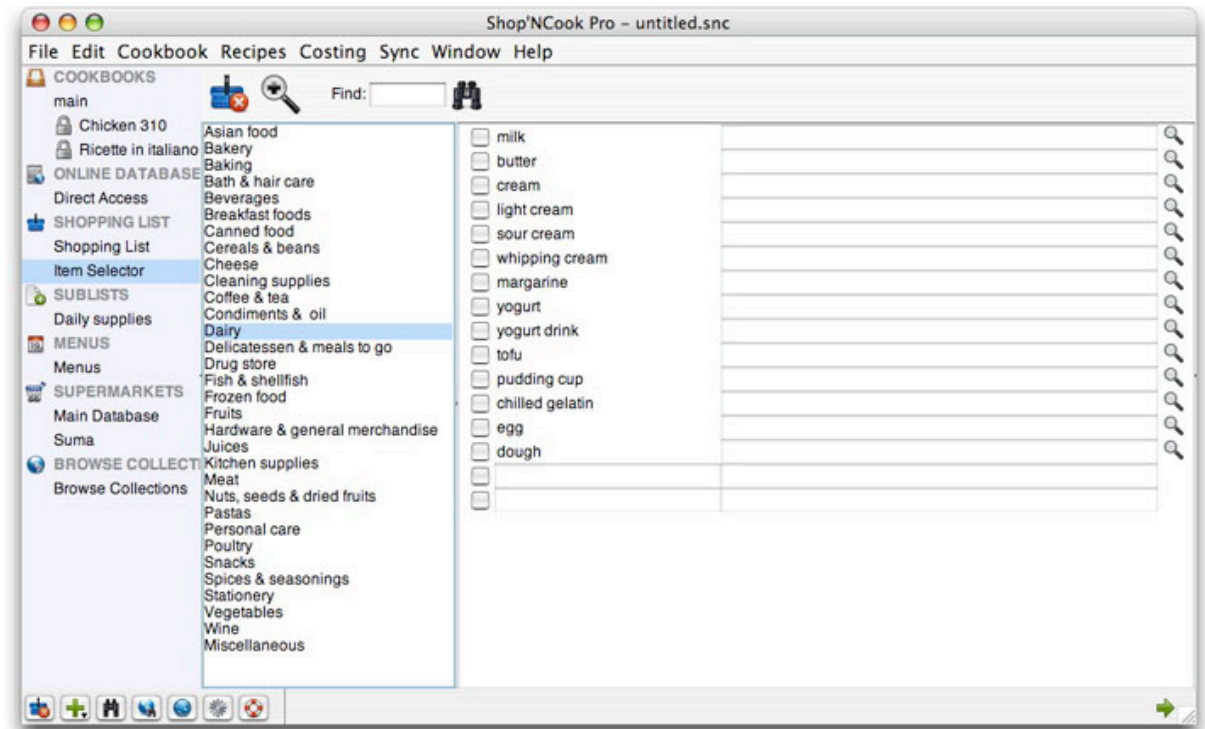 Shop'NCook Pro – untitled.snc
File Edit Cookbook Recipes Costing Sync Window Help
COOKBOOKS
main
Chicken 310
Ricette in italiano
ONLINE DATABASE
Direct Access
SHOPPING LIST
Shopping List
Item Selector
SUBLISTS
Daily supplies
MENUS
Menus
SUPERMARKETS
Main Database
Suma
BROWSE COLLECTI
Browse Collections
Find:
Asian food
Bakery
Baking
Bath & hair care
Beverages
Breakfast foods
Canned food
Cereals & beans
Cheese
Cleaning supplies
Coffee & tea
Condiments & oil
Dairy
Delicatessen & meals to go
Drug store
Fish & shellfish
Frozen food
Fruits
Hardware & general merchandise
Juices
Kitchen supplies
Meat
Nuts, seeds & dried fruits
Pastas
Personal care
Poultry
Snacks
Spices & seasonings
Stationery
Vegetables
Wine
Miscellaneous
milk
butter
cream
light cream
sour cream
whipping cream
margarine
yogurt
yogurt drink
tofu
pudding cup
chilled gelatin
egg
dough